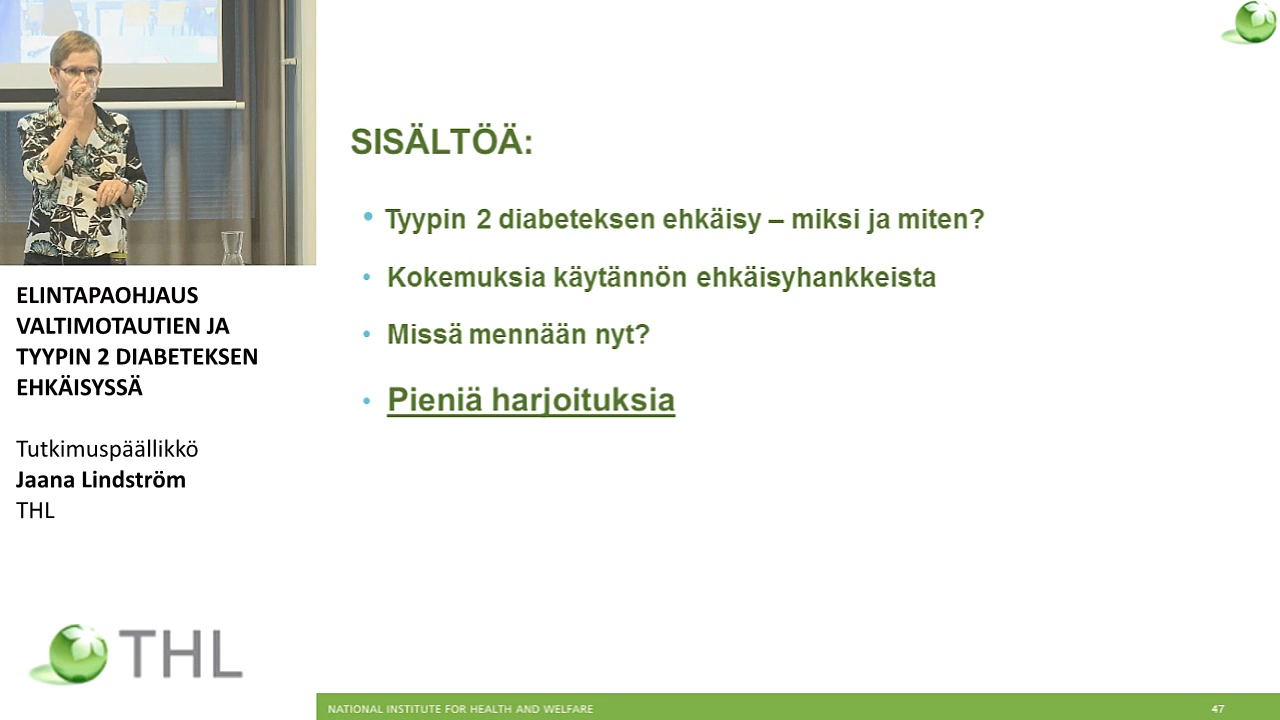 SISÄLTÖÄ:
• Tyypin 2 diabeteksen ehkäisy – miksi ja miten?
• Kokemuksia käytännön ehkäisyhankkeista
• Missä mennään nyt?
• Pieniä harjoituksia
ELINTAPAOHJAUS
VALTIMOTAUTIEN JA
TYYPIN 2 DIABETEKSEN
EHKÄISYSSÄ
Tutkimuspäällikkö
Jaana Lindström
THL
THL
NATIONAL INSTITUTE FOR HEALTH AND WELFARE
47